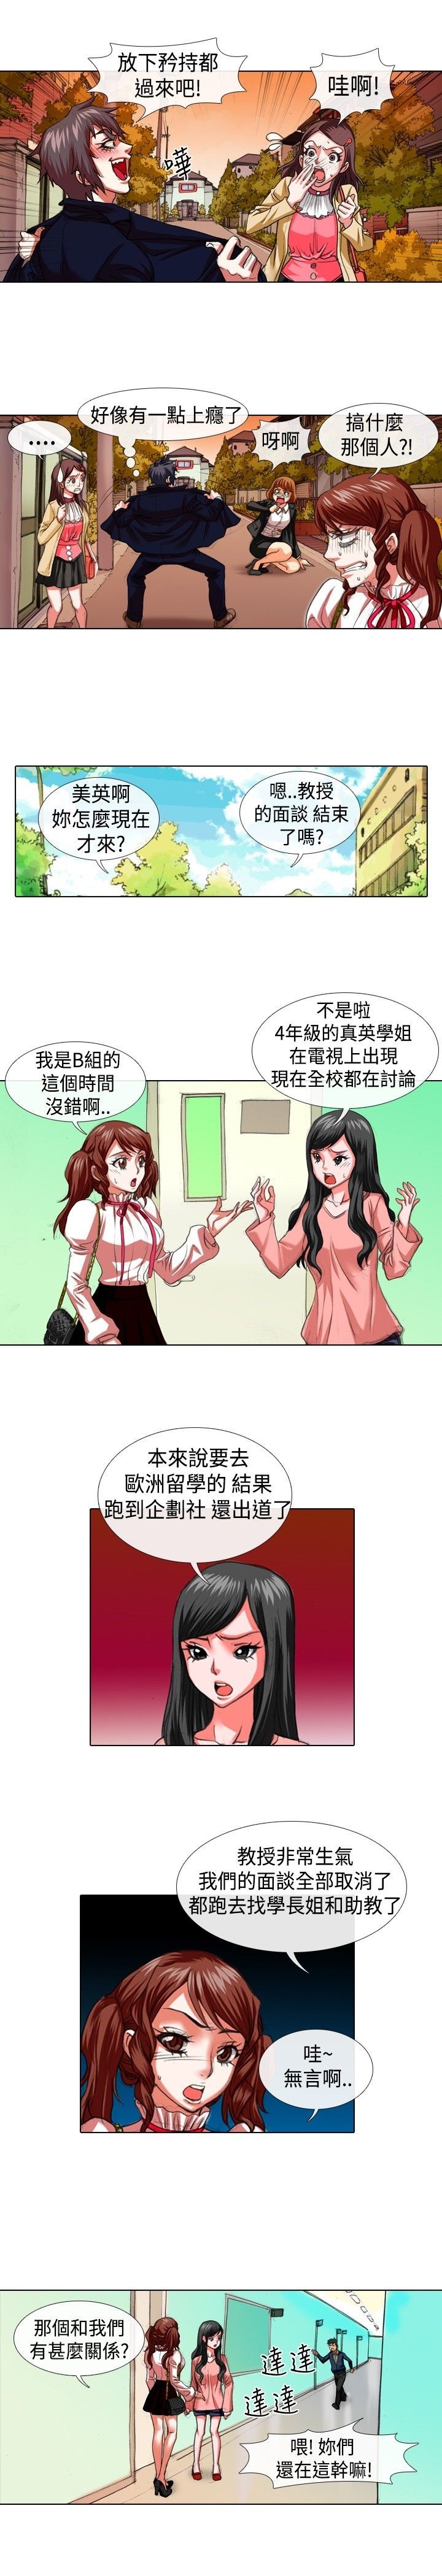 放下矜持都
過來吧!
哇啊!
嘩
....
好像有一點上癮了
呀啊
搞什麼
那個人?!
美英啊
妳怎麼現在
才來?
嗯..教授
的面談 結束
了嗎?
不是啦
4年級的真英學姐
在電視上出現
現在全校都在討論
我是B組的
這個時間
沒錯啊..
本來說要去
歐洲留學的 結果
跑到企劃社 還出道了
教授非常生氣
我們的面談全部取消了
都跑去找學長姐和助教了
哇~
無言啊..
那個和我們
有甚麼關係?
達達
達達
喂! 妳們
還在這幹嘛!